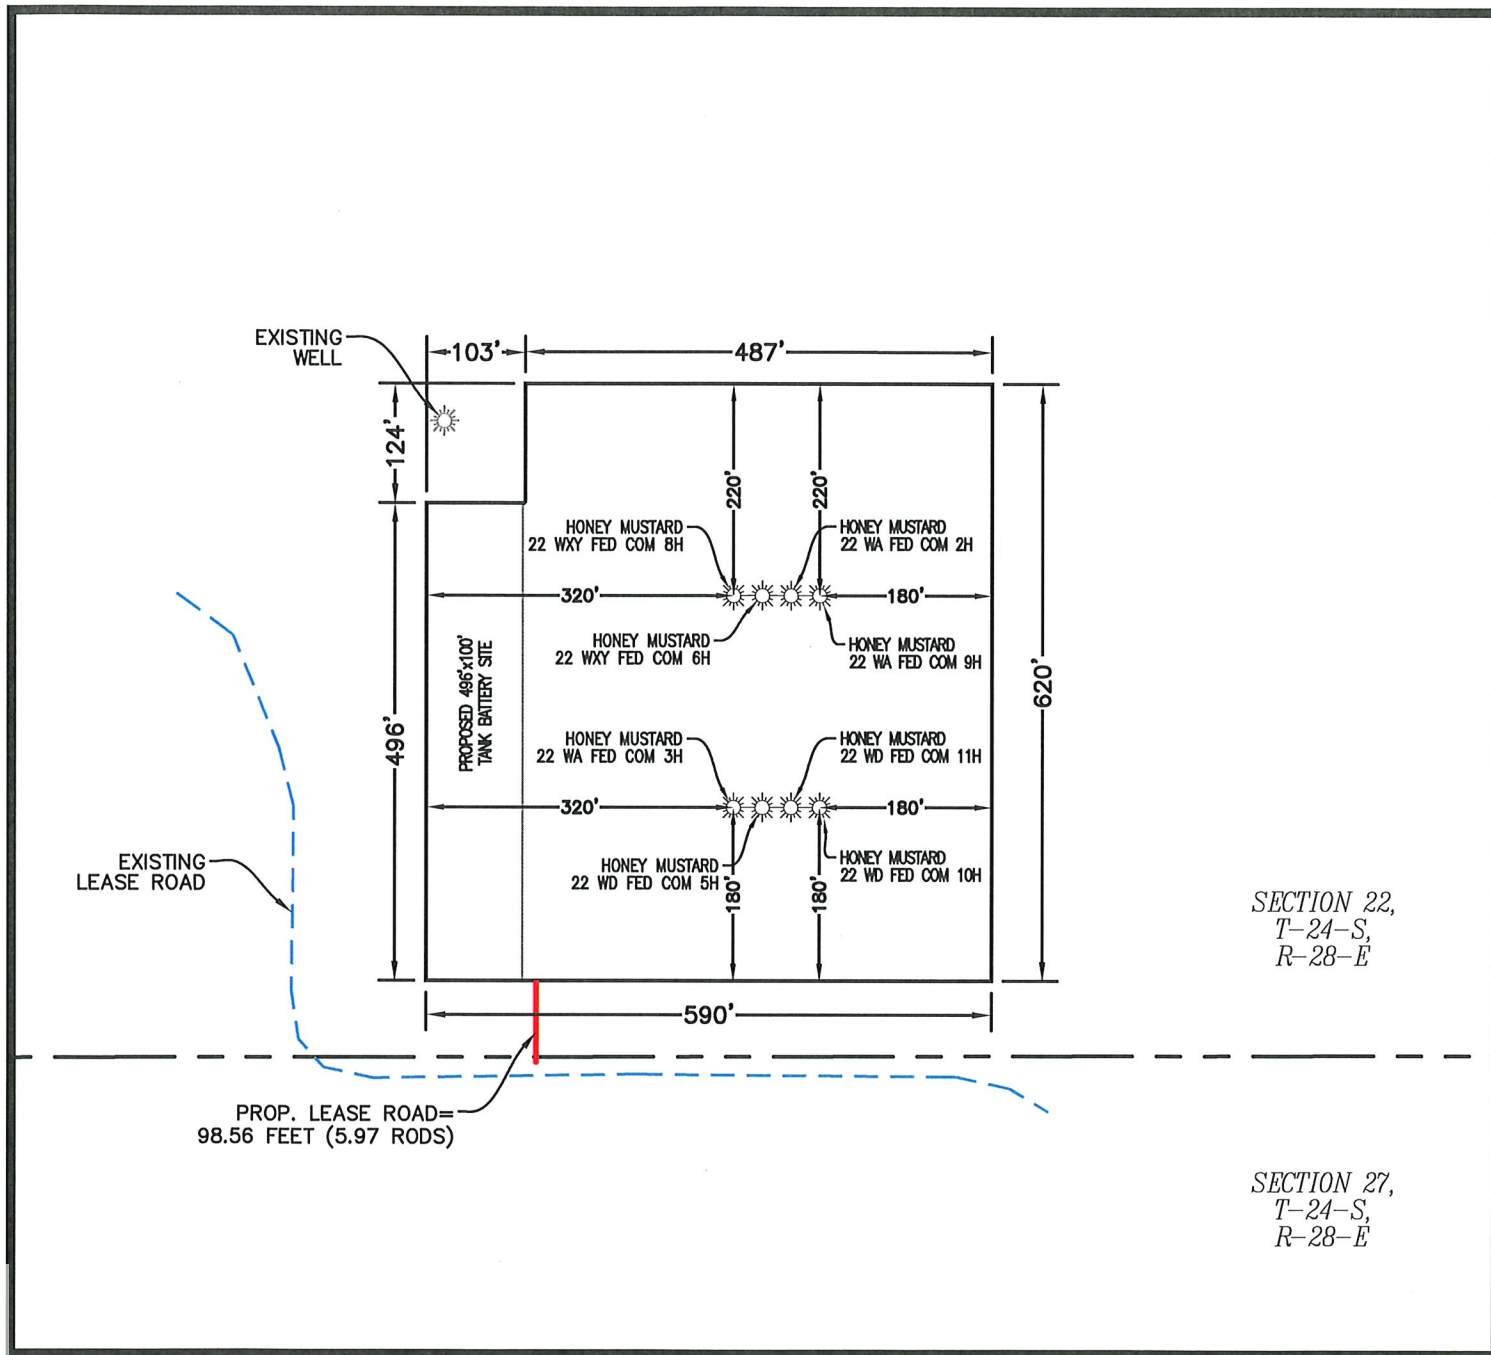 EXISTING
WELL
103'
487'
124'
220'
220'
HONEY MUSTARD
22 WXY FED COM 8H
HONEY MUSTARD
22 WA FED COM 2H
320'
180'
HONEY MUSTARD
22 WXY FED COM 6H
HONEY MUSTARD
22 WA FED COM 9H
PROPOSED 496'x100'
TANK BATTERY SITE
496'
620'
HONEY MUSTARD
22 WA FED COM 3H
HONEY MUSTARD
22 WD FED COM 11H
320'
180'
HONEY MUSTARD
22 WD FED COM 5H
HONEY MUSTARD
22 WD FED COM 10H
180'
180'
EXISTING
LEASE ROAD
SECTION 22,
T-24-S,
R-28-E
590'
PROP. LEASE ROAD=
98.56 FEET (5.97 RODS)
SECTION 27,
T-24-S,
R-28-E